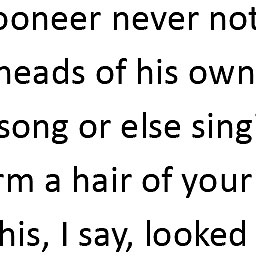 ooneer never not
heads of his own
song or else sing
rm a hair of your
his, I say, looked